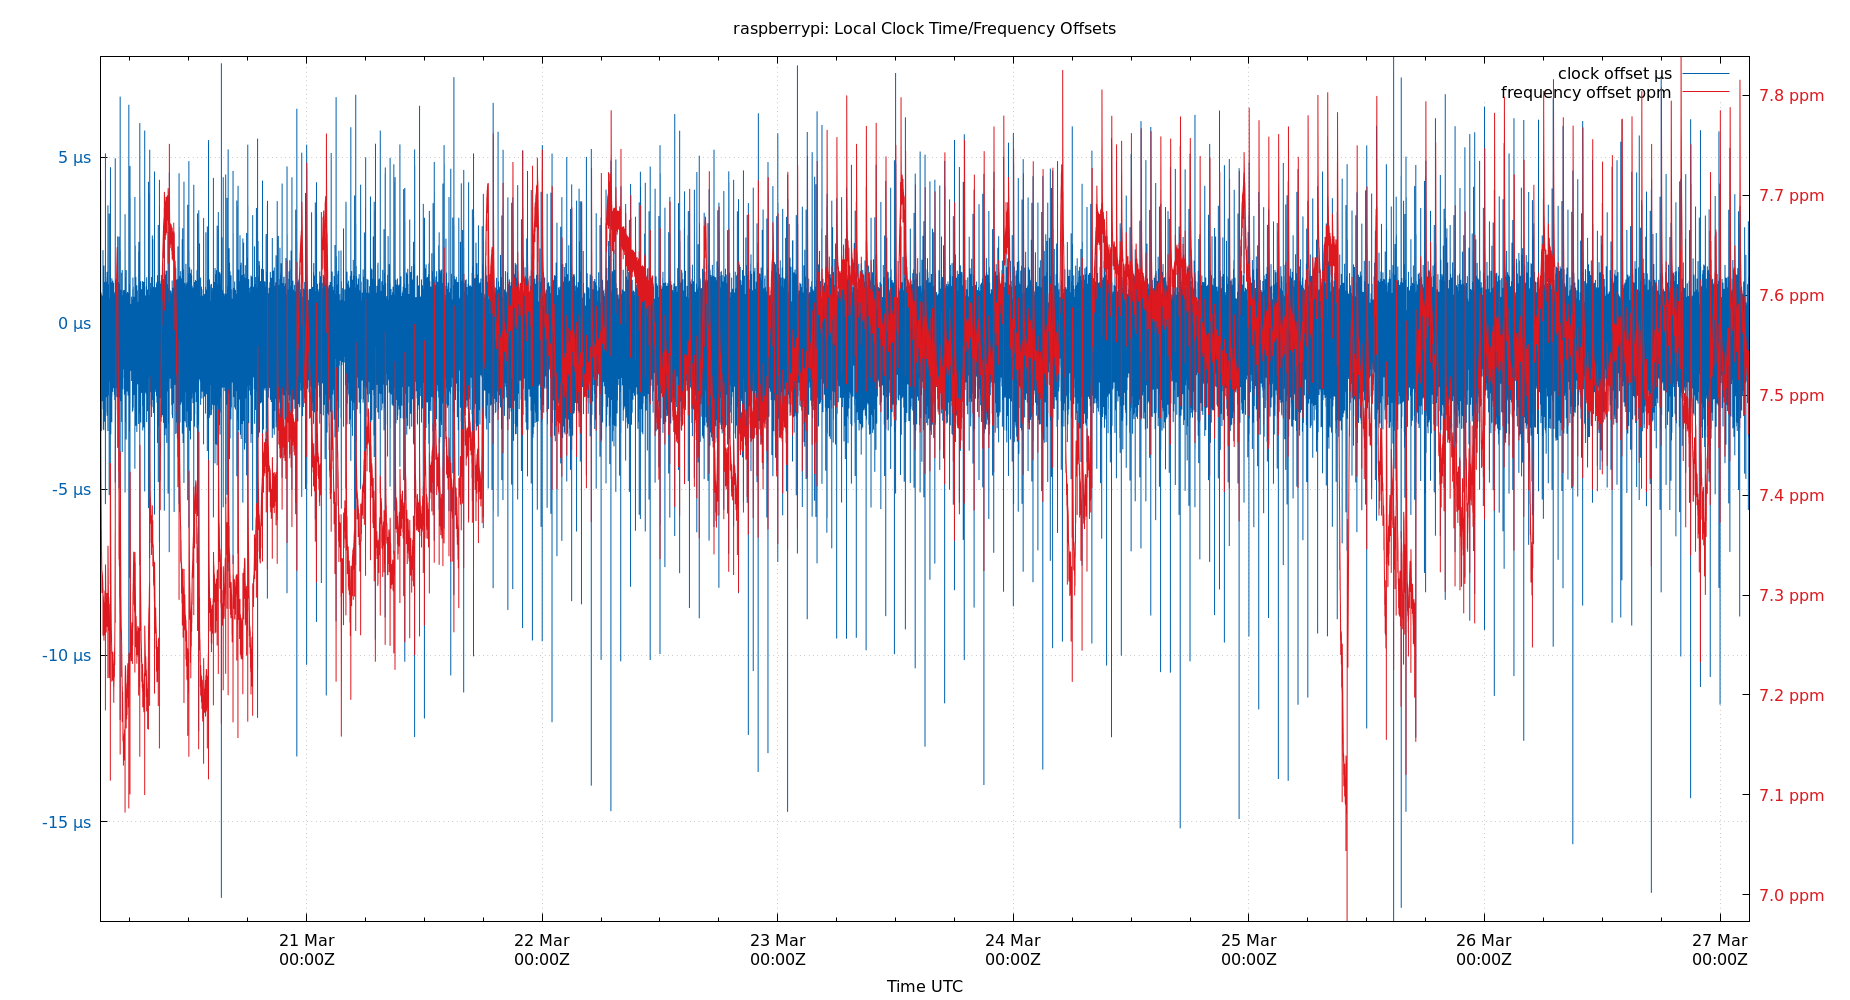 raspberrypi: Local Clock Time/Frequency Offsets
clock offset µs
frequency offset ppm
5 µs
0 µs
-5 µs
-10 µs
-15 µs
7.8 ppm
7.7 ppm
7.6 ppm
7.5 ppm
7.4 ppm
7.3 ppm
7.2 ppm
7.1 ppm
7.0 ppm
21 Mar
00:00Z
22 Mar
00:00Z
23 Mar
00:00Z
24 Mar
00:00Z
25 Mar
00:00Z
26 Mar
00:00Z
27 Mar
00:00Z
Time UTC